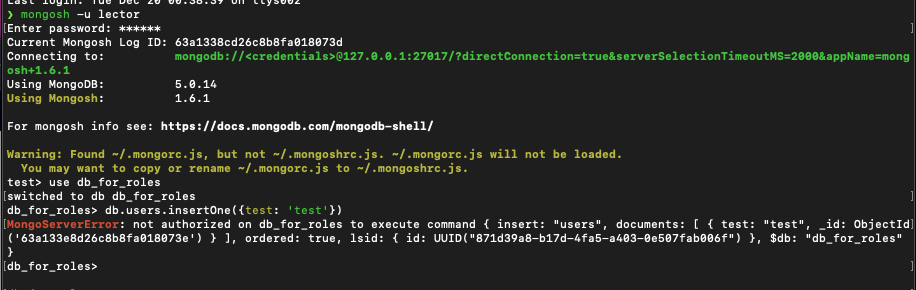 Last login: Tue Dec 20 00:38:39 on ttys002
❯ mongosh -u lector
[Enter password: ****** ]
Current Mongosh Log ID: 63a1338cd26c8b8fa018073d
Connecting to: mongodb://<credentials>@127.0.0.1:27017/?directConnection=true&serverSelectionTimeoutMS=2000&appName=mong
osh+1.6.1
Using MongoDB: 5.0.14
Using Mongosh: 1.6.1
For mongosh info see: https://docs.mongodb.com/mongodb-shell/
Warning: Found ~/.mongorc.js, but not ~/.mongoshrc.js. ~/.mongorc.js will not be loaded.
You may want to copy or rename ~/.mongorc.js to ~/.mongoshrc.js.
test> use db_for_roles
[switched to db db_for_roles ]
db_for_roles> db.users.insertOne({test: 'test'})
[MongoServerError: not authorized on db_for_roles to execute command { insert: "users", documents: [ { test: "test", _id: ObjectId]
('63a133e8d26c8b8fa018073e') } ], ordered: true, lsid: { id: UUID("871d39a8-b17d-4fa5-a403-0e507fab006f") }, $db: "db_for_roles"
}
[db_for_roles> ]